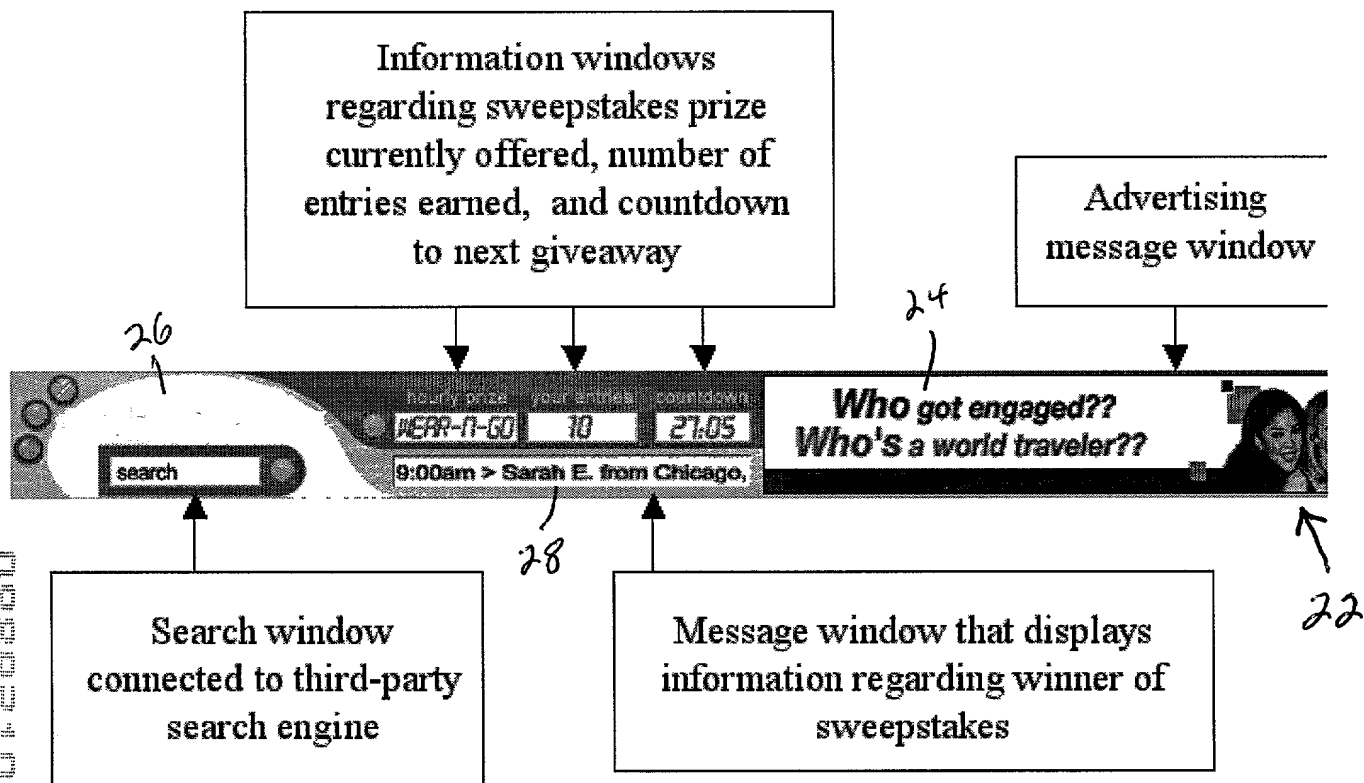 Information windows
regarding sweepstakes prize
currently offered, number of
entries earned, and countdown
to next giveaway
Advertising
message window
26
24
hourly prize your entries countdown
WEAR-N-GO 10 27:05
Who got engaged??
Who's a world traveler??
search
9:00am > Sarah E. from Chicago,
28
22
Search window
connected to third-party
search engine
Message window that displays
information regarding winner of
sweepstakes